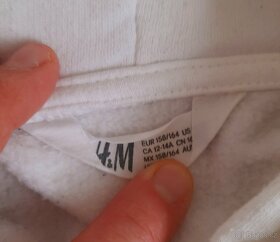 H&M
EUR 158/164 US
CA 12-14A CN 1
MX 158/164 AU